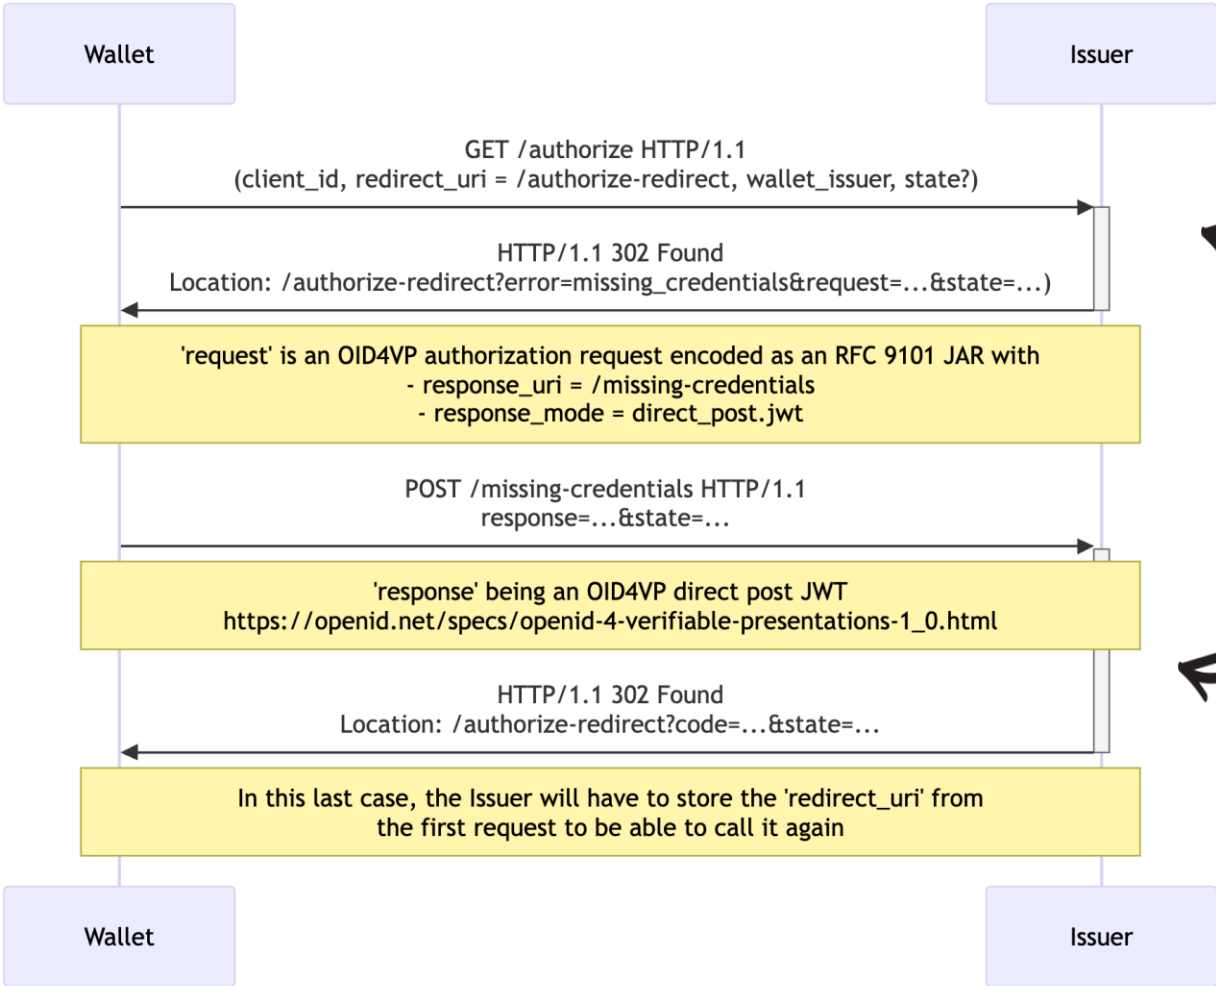 Wallet
Issuer
GET /authorize HTTP/1.1
(client_id, redirect_uri = /authorize-redirect, wallet_issuer, state?)
HTTP/1.1 302 Found
Location: /authorize-redirect?error=missing_credentials&request=...&state=...)
'request' is an OID4VP authorization request encoded as an RFC 9101 JAR with
- response_uri = /missing-credentials
- response_mode = direct_post.jwt
POST /missing-credentials HTTP/1.1
response=...&state=...
'response' being an OID4VP direct post JWT
https://openid.net/specs/openid-4-verifiable-presentations-1_0.html
HTTP/1.1 302 Found
Location: /authorize-redirect?code=...&state=...
In this last case, the Issuer will have to store the 'redirect_uri' from
the first request to be able to call it again
Wallet
Issuer